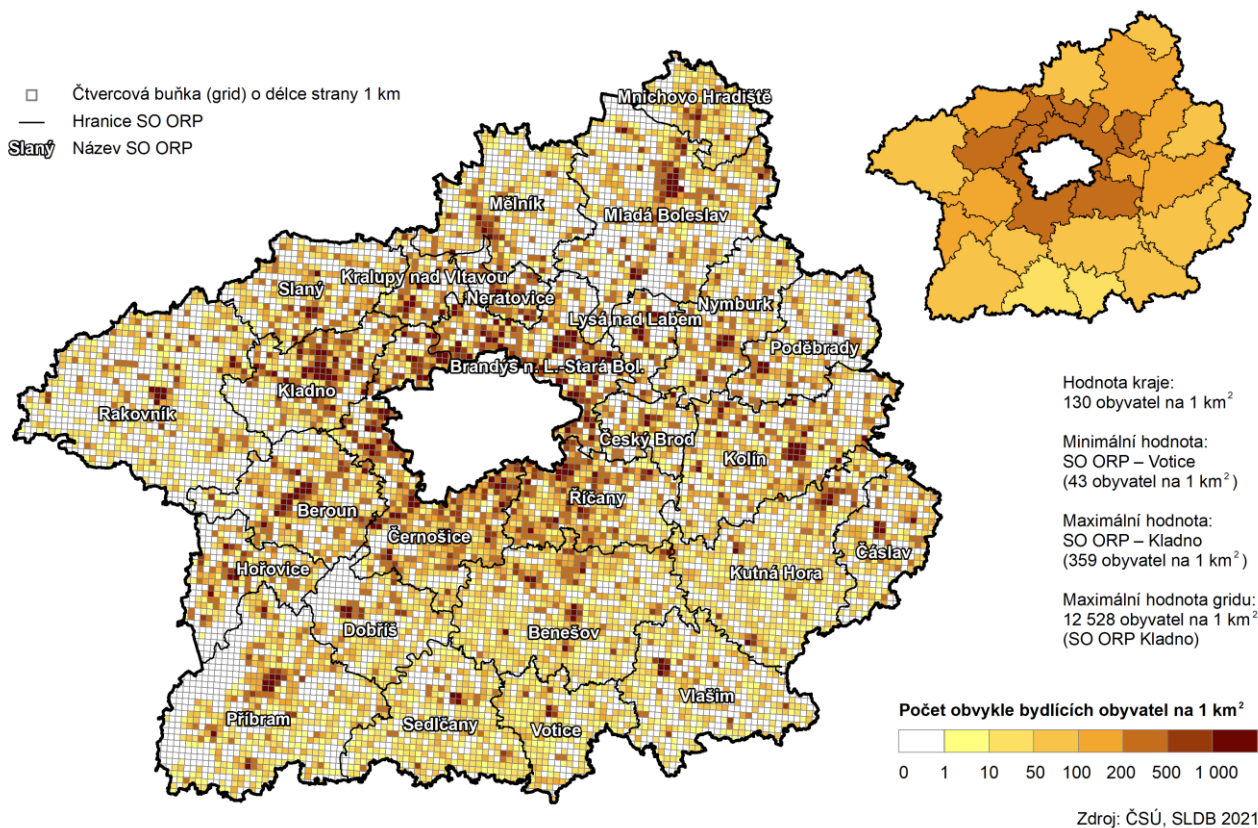 Čtvercová buňka (grid) o délce strany 1 km
Hranice SO ORP
Slaný Název SO ORP
Mnichovo Hradiště
Mělník
Mladá Boleslav
Kralupy nad Vltavou
Slaný
Neratovice
Nymburk
Lysá nad Labem
Poděbrady
Brandýs n. L.-Stará Bol.
Kladno
Rakovník
Český Brod
Kolín
Říčany
Beroun
Černošice
Čáslav
Hořovice
Kutná Hora
Dobříš
Benešov
Vlašim
Příbram
Sedlčany
Votice
Hodnota kraje:
130 obyvatel na 1 km²
Minimální hodnota:
SO ORP – Votice
(43 obyvatel na 1 km²)
Maximální hodnota:
SO ORP – Kladno
(359 obyvatel na 1 km²)
Maximální hodnota gridu:
12 528 obyvatel na 1 km²
(SO ORP Kladno)
Počet obvykle bydlících obyvatel na 1 km²
0 1 10 50 100 200 500 1 000
Zdroj: ČSÚ, SLDB 2021